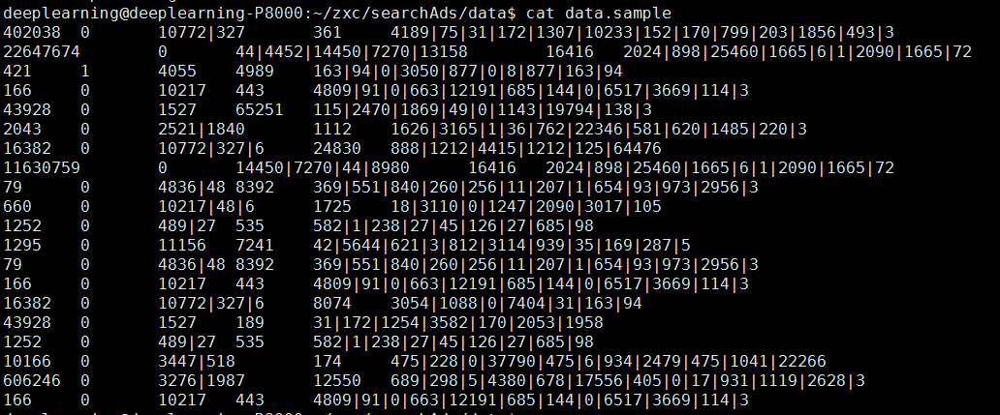 deeplearning@deeplearning-P8000:~/zxc/searchAds/data$ cat data.sample
402038 0 10772|327 361 4189|75|31|172|1307|10233|152|170|799|203|1856|493|3
22647674 0 44|4452|14450|7270|13158 16416 2024|898|25460|1665|6|1|2090|1665|72
421 1 4055 4989 163|94|0|3050|877|0|8|877|163|94
166 0 10217 443 4809|91|0|663|12191|685|144|0|6517|3669|114|3
43928 0 1527 65251 115|2470|1869|49|0|1143|19794|138|3
2043 0 2521|1840 1112 1626|3165|1|36|762|22346|581|620|1485|220|3
16382 0 10772|327|6 24830 888|1212|4415|1212|125|64476
11630759 0 14450|7270|44|8980 16416 2024|898|25460|1665|6|1|2090|1665|72
79 0 4836|48 8392 369|551|840|260|256|11|207|1|654|93|973|2956|3
660 0 10217|48|6 1725 18|3110|0|1247|2090|3017|105
1252 0 489|27 535 582|1|238|27|45|126|27|685|98
1295 0 11156 7241 42|5644|621|3|812|3114|939|35|169|287|5
79 0 4836|48 8392 369|551|840|260|256|11|207|1|654|93|973|2956|3
166 0 10217 443 4809|91|0|663|12191|685|144|0|6517|3669|114|3
16382 0 10772|327|6 8074 3054|1088|0|7404|31|163|94
43928 0 1527 189 31|172|1254|3582|170|2053|1958
1252 0 489|27 535 582|1|238|27|45|126|27|685|98
10166 0 3447|518 174 475|228|0|37790|475|6|934|2479|475|1041|22266
606246 0 3276|1987 12550 689|298|5|4380|678|17556|405|0|17|931|1119|2628|3
166 0 10217 443 4809|91|0|663|12191|685|144|0|6517|3669|114|3